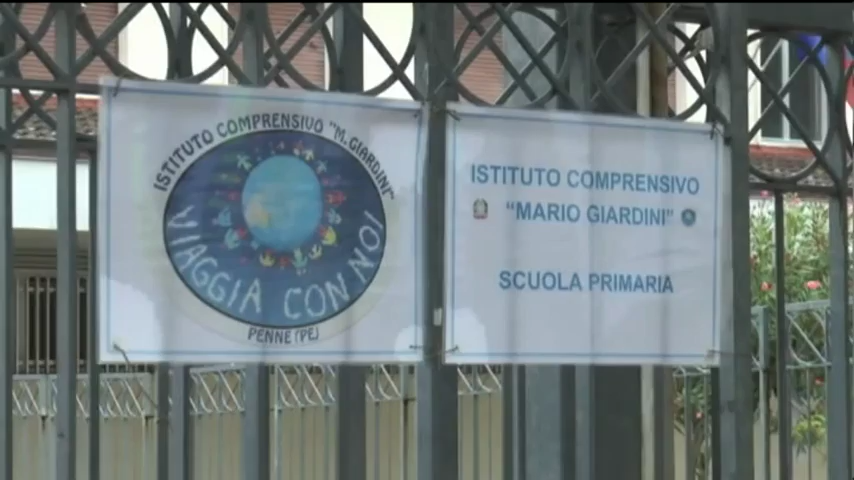 ISTITUTO COMPRENSIVO "M.GIARDINI"
VIAGGIA CON NOI
PENNE (PE)
ISTITUTO COMPRENSIVO
"MARIO GIARDINI"
SCUOLA PRIMARIA